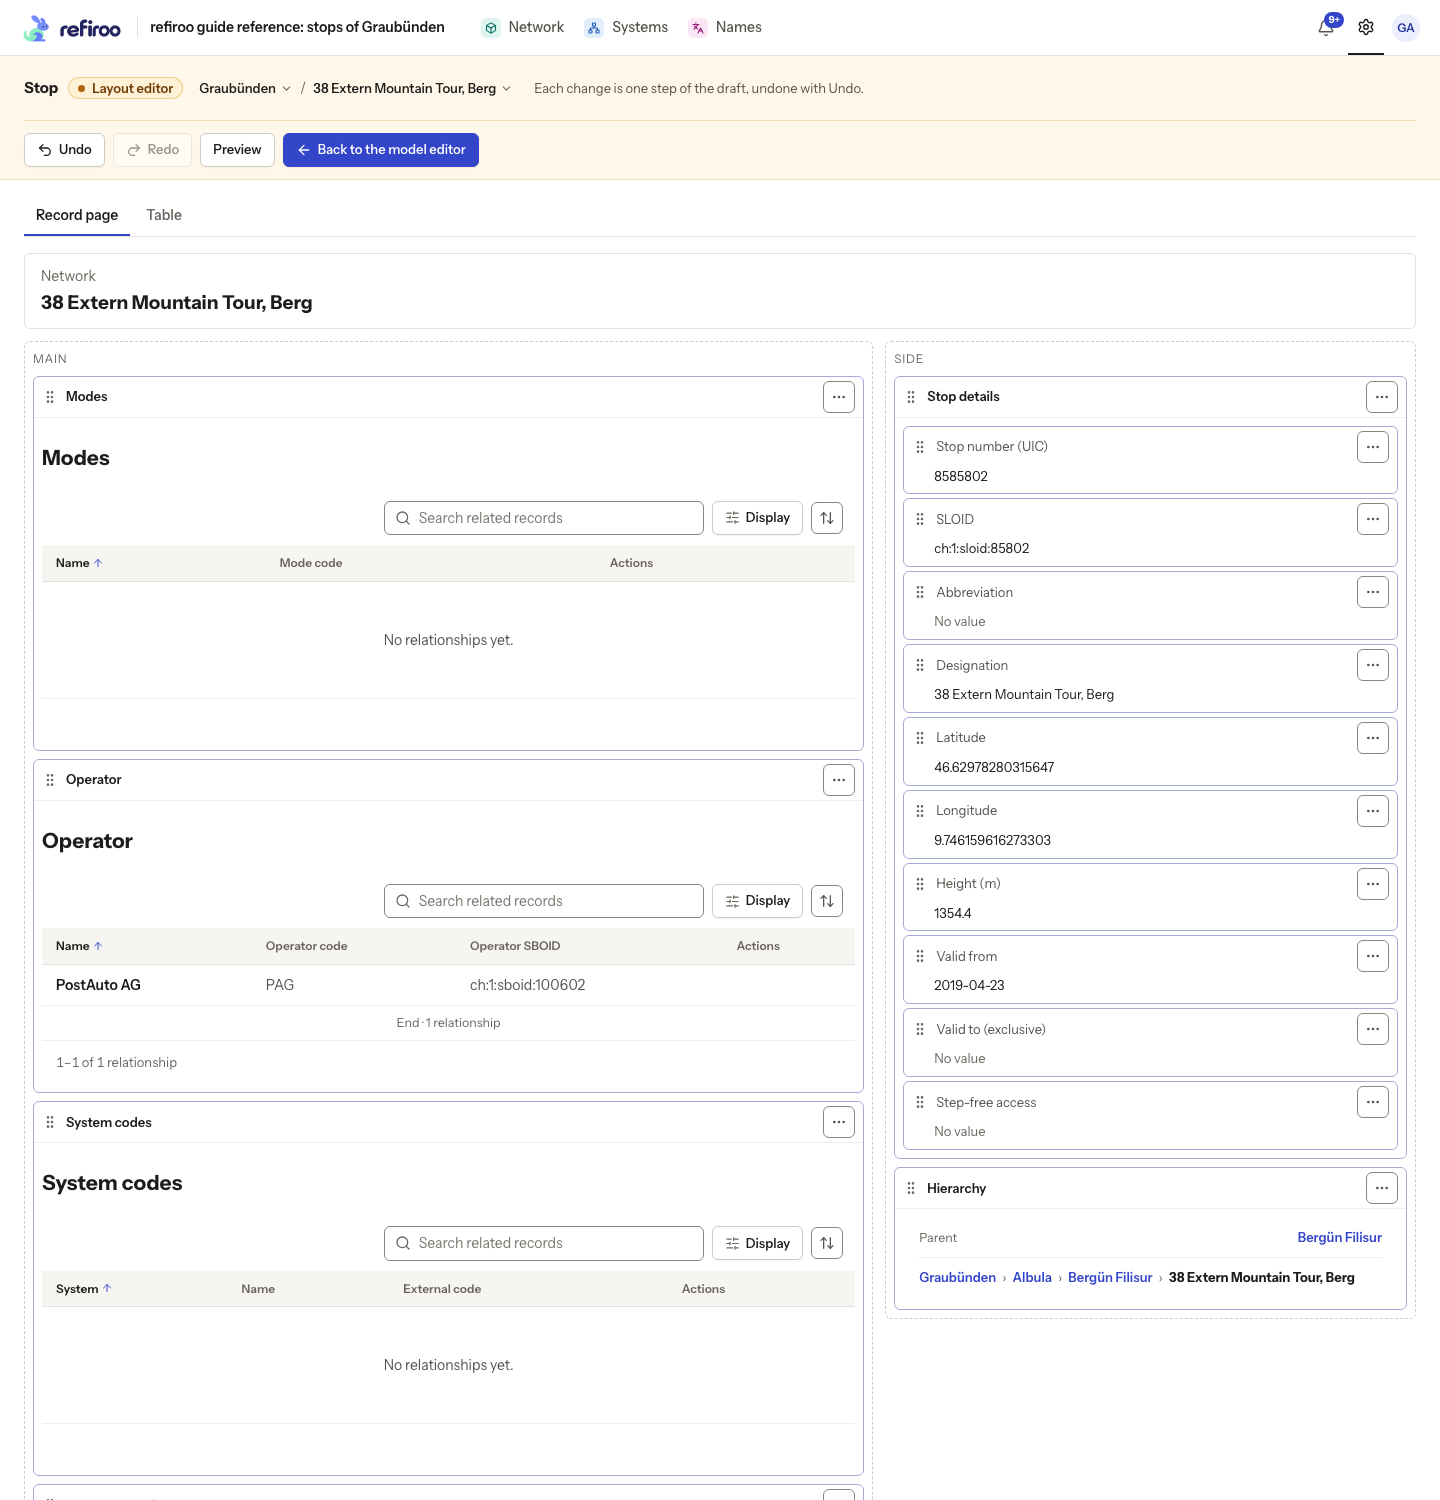 refiroo
refiroo guide reference: stops of Graubünden
Network
Systems
Names
9+
GA
Stop
Layout editor
Graubünden / 38 Extern Mountain Tour, Berg
Each change is one step of the draft, undone with Undo.
Undo
Redo
Preview
Back to the model editor
Record page
Table
Network
38 Extern Mountain Tour, Berg
MAIN
Modes
Modes
Search related records
Display
Name
Mode code
Actions
No relationships yet.
Operator
Operator
Search related records
Display
Name
Operator code
Operator SBOID
Actions
PostAuto AG
PAG
ch:1:sboid:100602
End · 1 relationship
1–1 of 1 relationship
System codes
System codes
Search related records
Display
System
Name
External code
Actions
No relationships yet.
SIDE
Stop details
Stop number (UIC)
8585802
SLOID
ch:1:sloid:85802
Abbreviation
No value
Designation
38 Extern Mountain Tour, Berg
Latitude
46.62978280315647
Longitude
9.746159616273303
Height (m)
1354.4
Valid from
2019-04-23
Valid to (exclusive)
No value
Step-free access
No value
Hierarchy
Parent
Bergün Filisur
Graubünden › Albula › Bergün Filisur › 38 Extern Mountain Tour, Berg